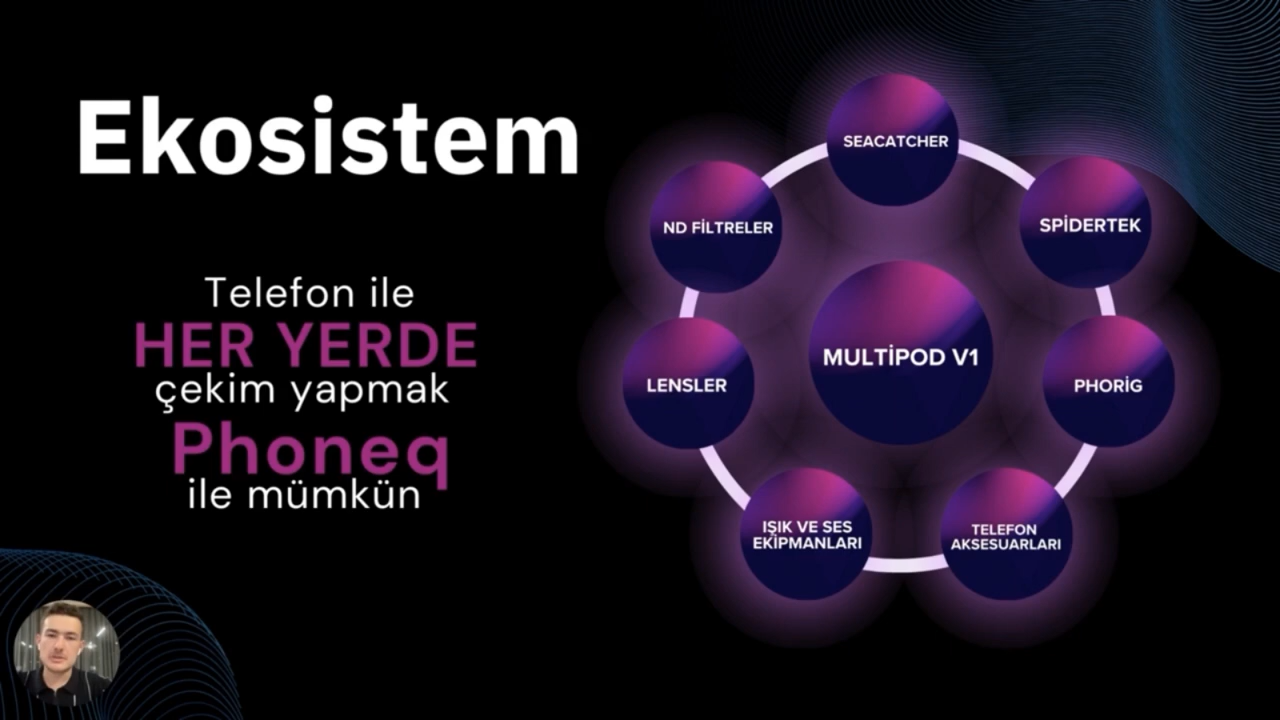 Ekosistem
Telefon ile
HER YERDE
çekim yapmak
Phoneq
ile mümkün
SEACATCHER
ND FİLTRELER
SPİDERTEK
MULTİPOD V1
LENSLER
PHORİG
IŞIK VE SES
EKİPMANLARI
TELEFON
AKSESUARLARI